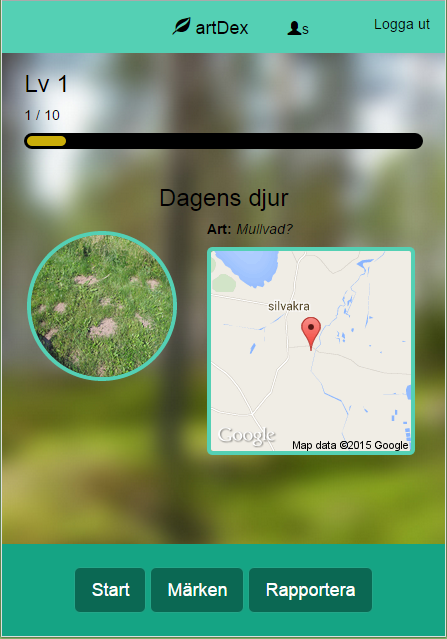 artDex
s
Logga ut
Lv 1
1 / 10
Dagens djur
Art: Mullvad?
silvakra
Google
Map data ©2015 Google
Start
Märken
Rapportera